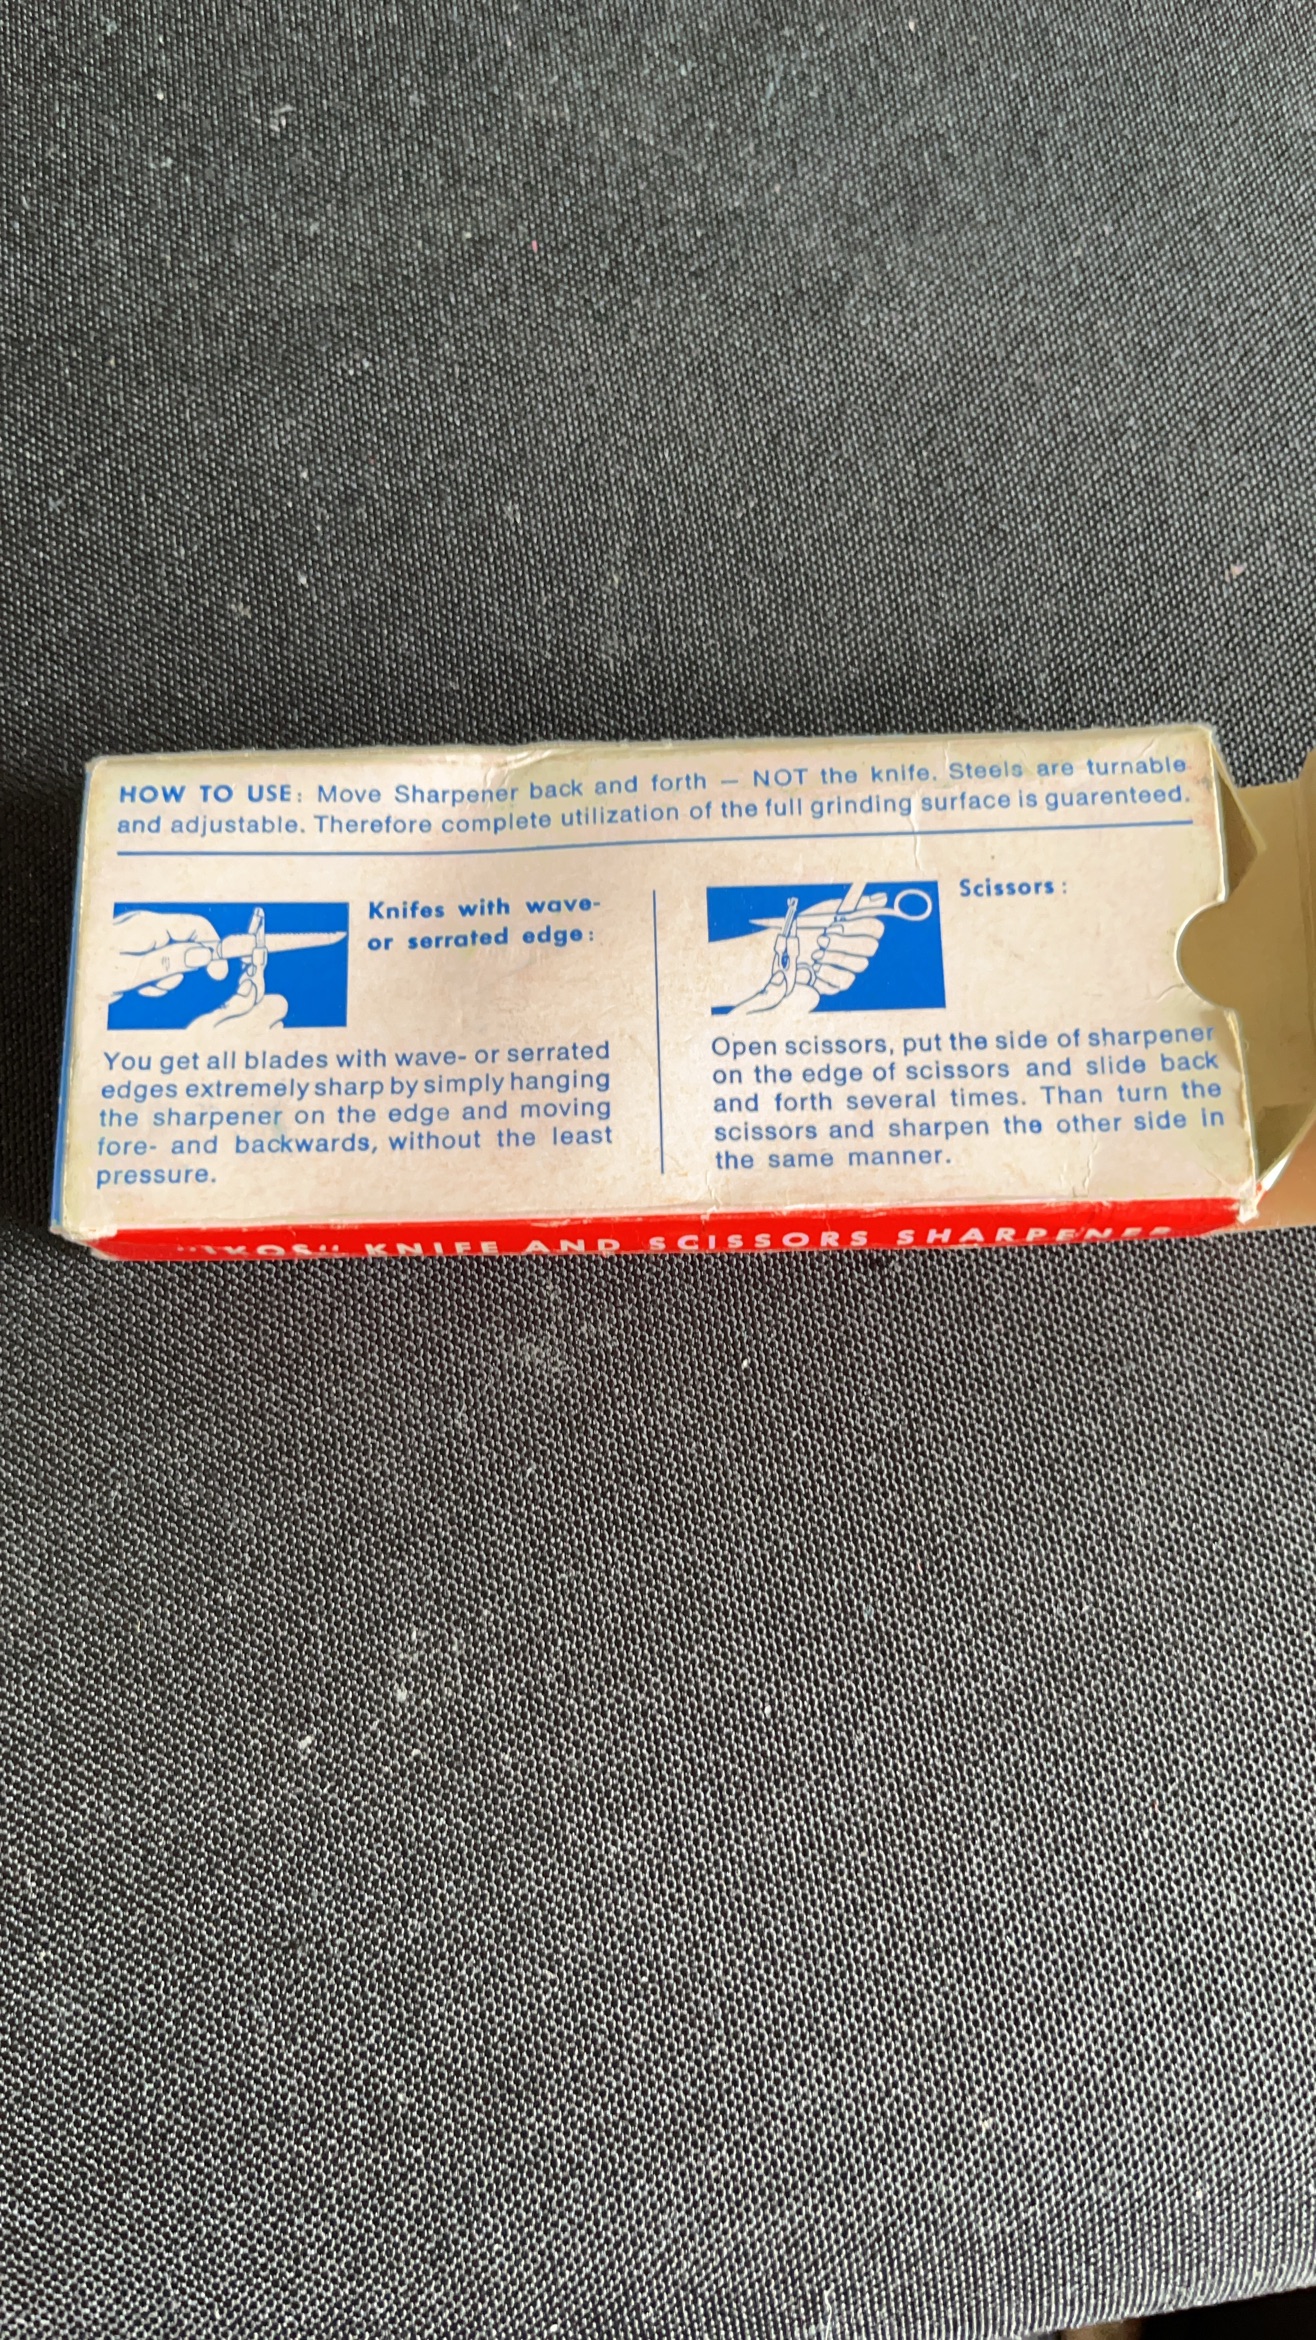 HOW TO USE: Move Sharpener back and forth — NOT the knife. Steels are turnable
and adjustable. Therefore complete utilization of the full grinding surface is guarenteed.
Knifes with wave-
or serrated edge:
You get all blades with wave- or serrated
edges extremely sharp by simply hanging
the sharpener on the edge and moving
fore- and backwards, without the least
pressure.
Scissors:
Open scissors, put the side of sharpener
on the edge of scissors and slide back
and forth several times. Than turn the
scissors and sharpen the other side in
the same manner.
KNIFE AND SCISSORS SHARPENER